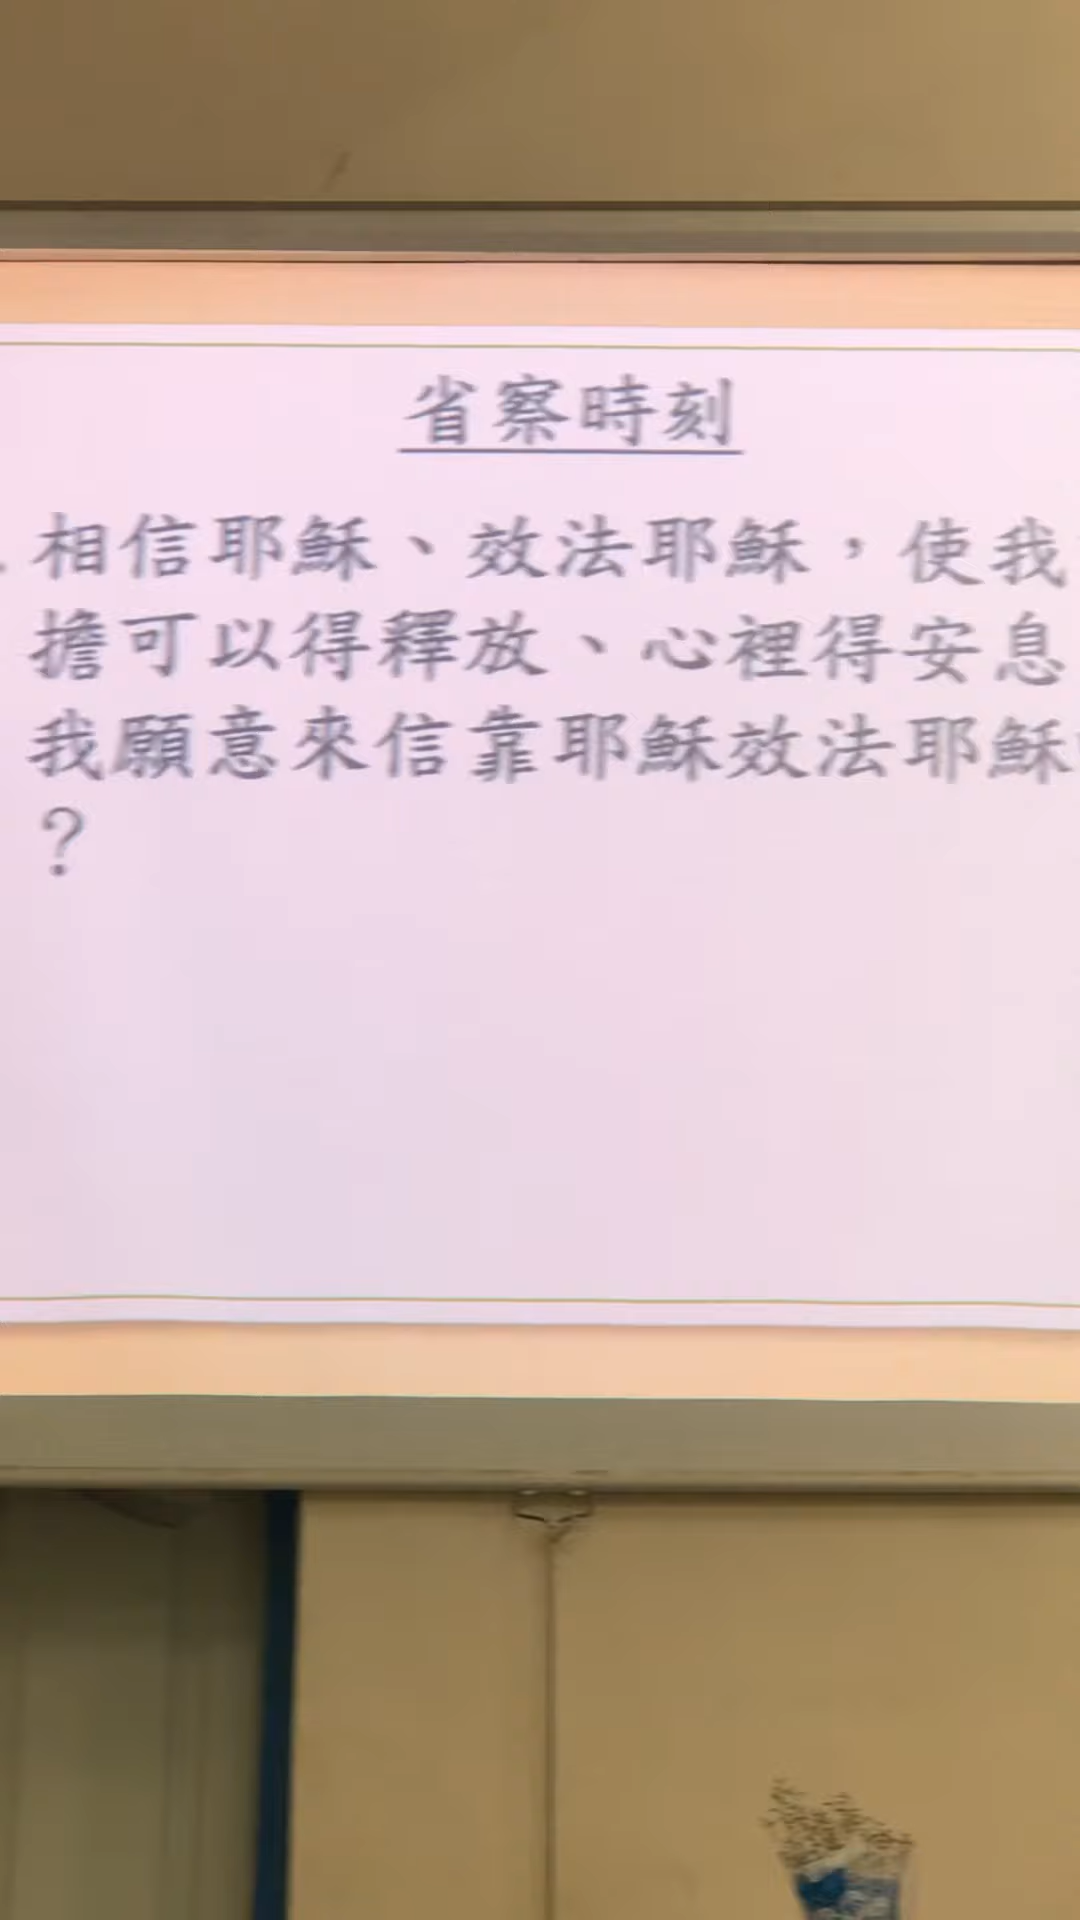 省察時刻
相信耶穌、效法耶穌，使我
擔可以得釋放、心裡得安息
我願意來信靠耶穌效法耶穌
？